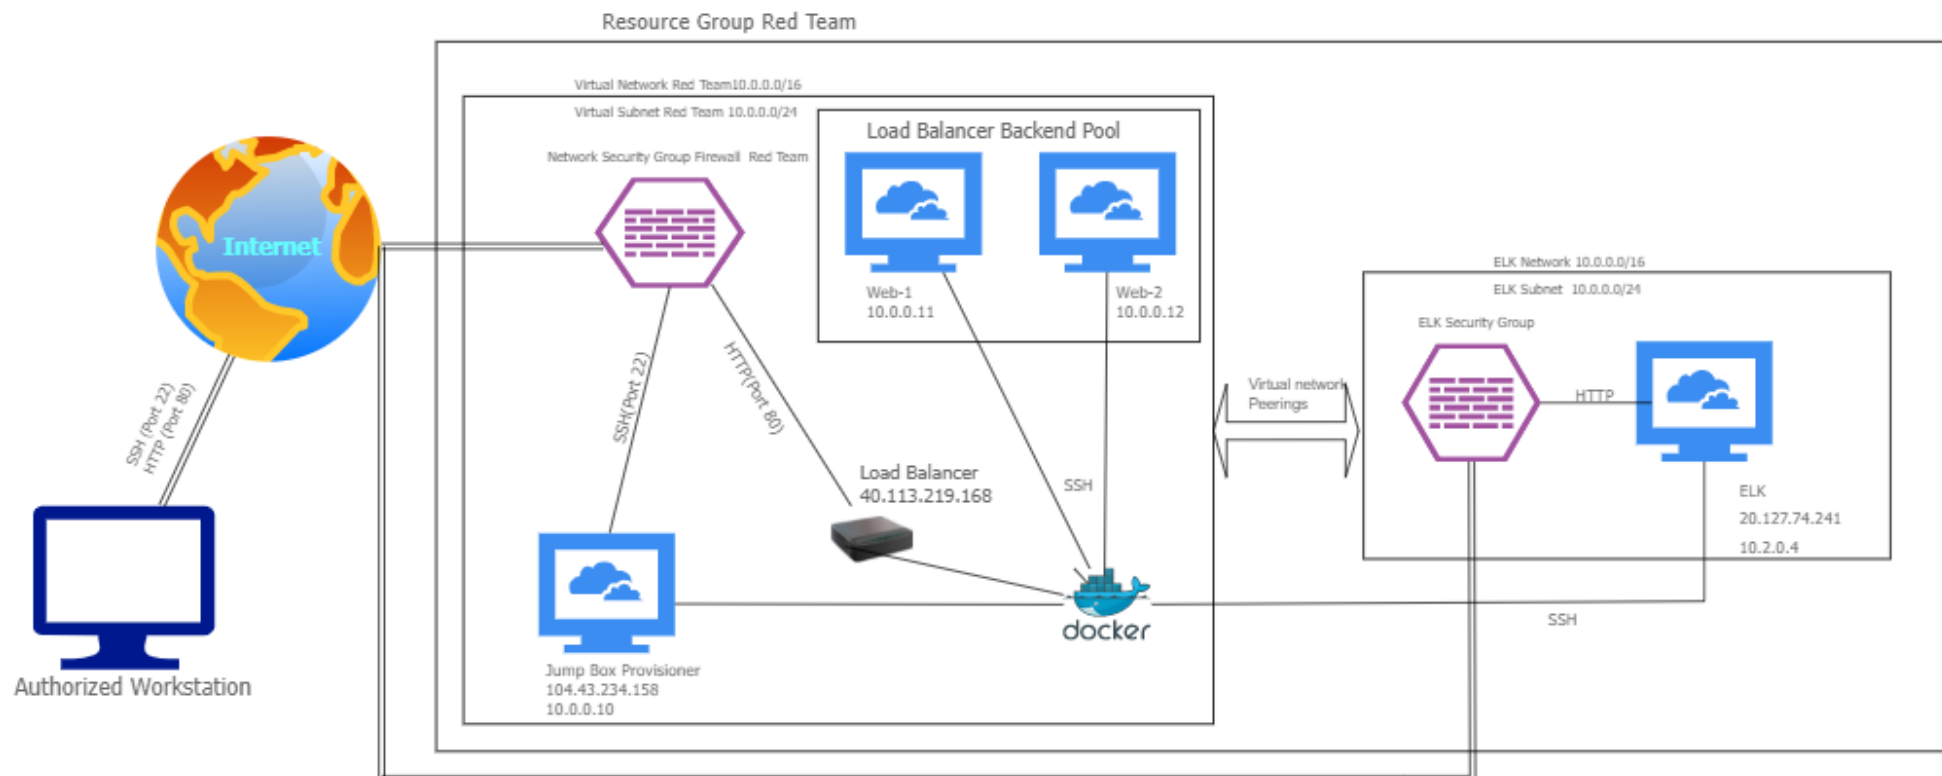 Resource Group Red Team
Virtual Network Red Team10.0.0.0/16
Virtual Subnet Red Team 10.0.0.0/24
Load Balancer Backend Pool
Network Security Group Firewall Red Team
Internet
Web-1
10.0.0.11
Web-2
10.0.0.12
ELK Network 10.0.0.0/16
ELK Subnet 10.0.0.0/24
ELK Security Group
SSH (Port 22)
HTTP (Port 80)
SSH(Port 22)
HTTP(Port 80)
Virtual network
Peerings
HTTP
Load Balancer
40.113.219.168
SSH
ELK
20.127.74.241
10.2.0.4
docker
SSH
Jump Box Provisioner
104.43.234.158
10.0.0.10
Authorized Workstation